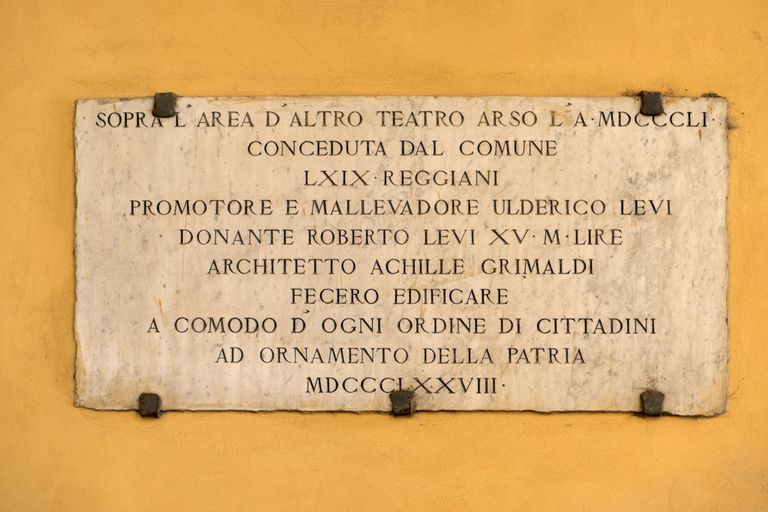 SOPRA L AREA D ALTRO TEATRO ARSO L A·MDCCCLI·
CONCEDUTA DAL COMUNE
LXIX·REGGIANI
PROMOTORE E MALLEVADORE ULDERICO LEVI
DONANTE ROBERTO LEVI XV·M·LIRE
ARCHITETTO ACHILLE GRIMALDI
FECERO EDIFICARE
A COMODO D' OGNI ORDINE DI CITTADINI
AD ORNAMENTO DELLA PATRIA
MDCCCLXXVIII·